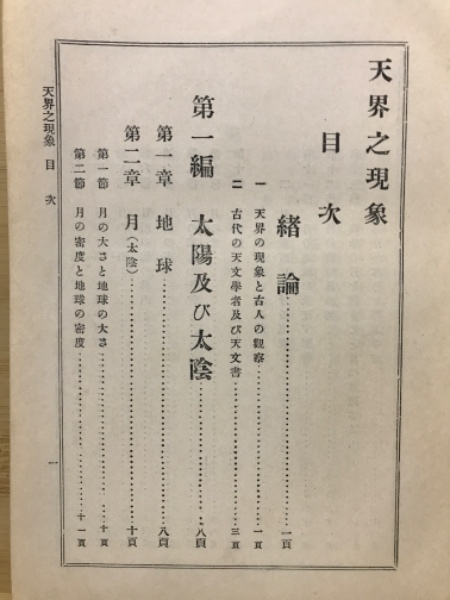 天界之現象
目次
緒論……………………一頁
一 天界の現象と古人の觀察……………………一頁
二 古代の天文學者及び天文書……………………三頁
第一編 太陽及び太陰……………………八頁
第一章 地球……………………八頁
第二章 月(太陰)……………………十頁
第一節 月の大さと地球の大さ……………………十頁
第二節 月の密度と地球の密度……………………十一頁
天界之現象 目次
一